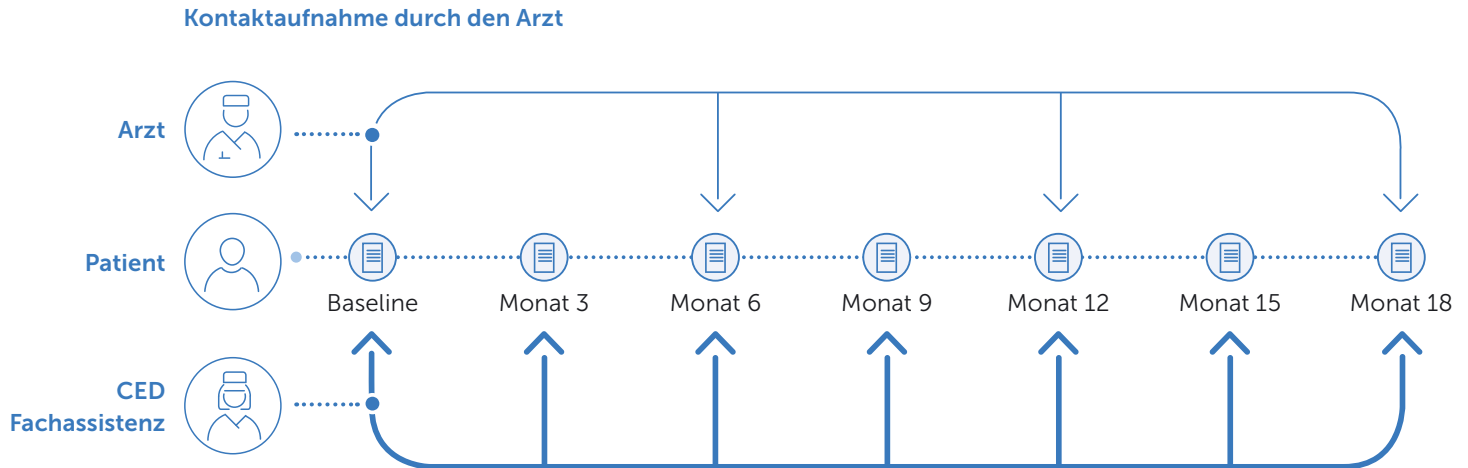 Kontaktaufnahme durch den Arzt
Arzt
Patient
Baseline
Monat 3
Monat 6
Monat 9
Monat 12
Monat 15
Monat 18
CED
Fachassistenz